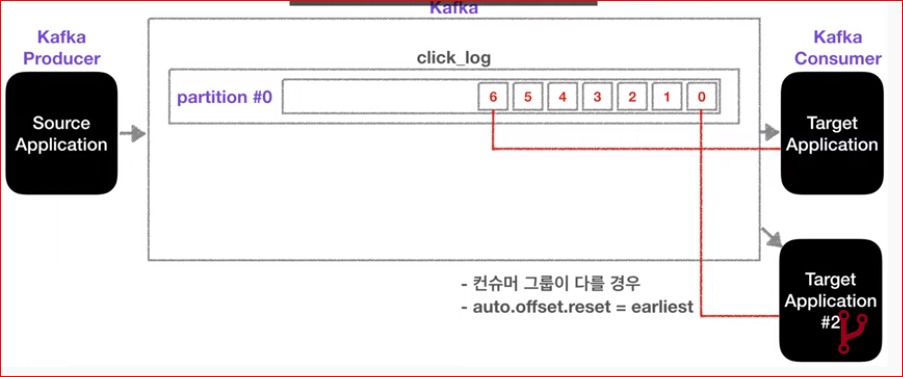 Kafka
Kafka
Producer
Kafka
Consumer
click_log
partition #0
6 5 4 3 2 1 0
Source
Application
Target
Application
- 컨슈머 그룹이 다를 경우
- auto.offset.reset = earliest
Target
Application
#2